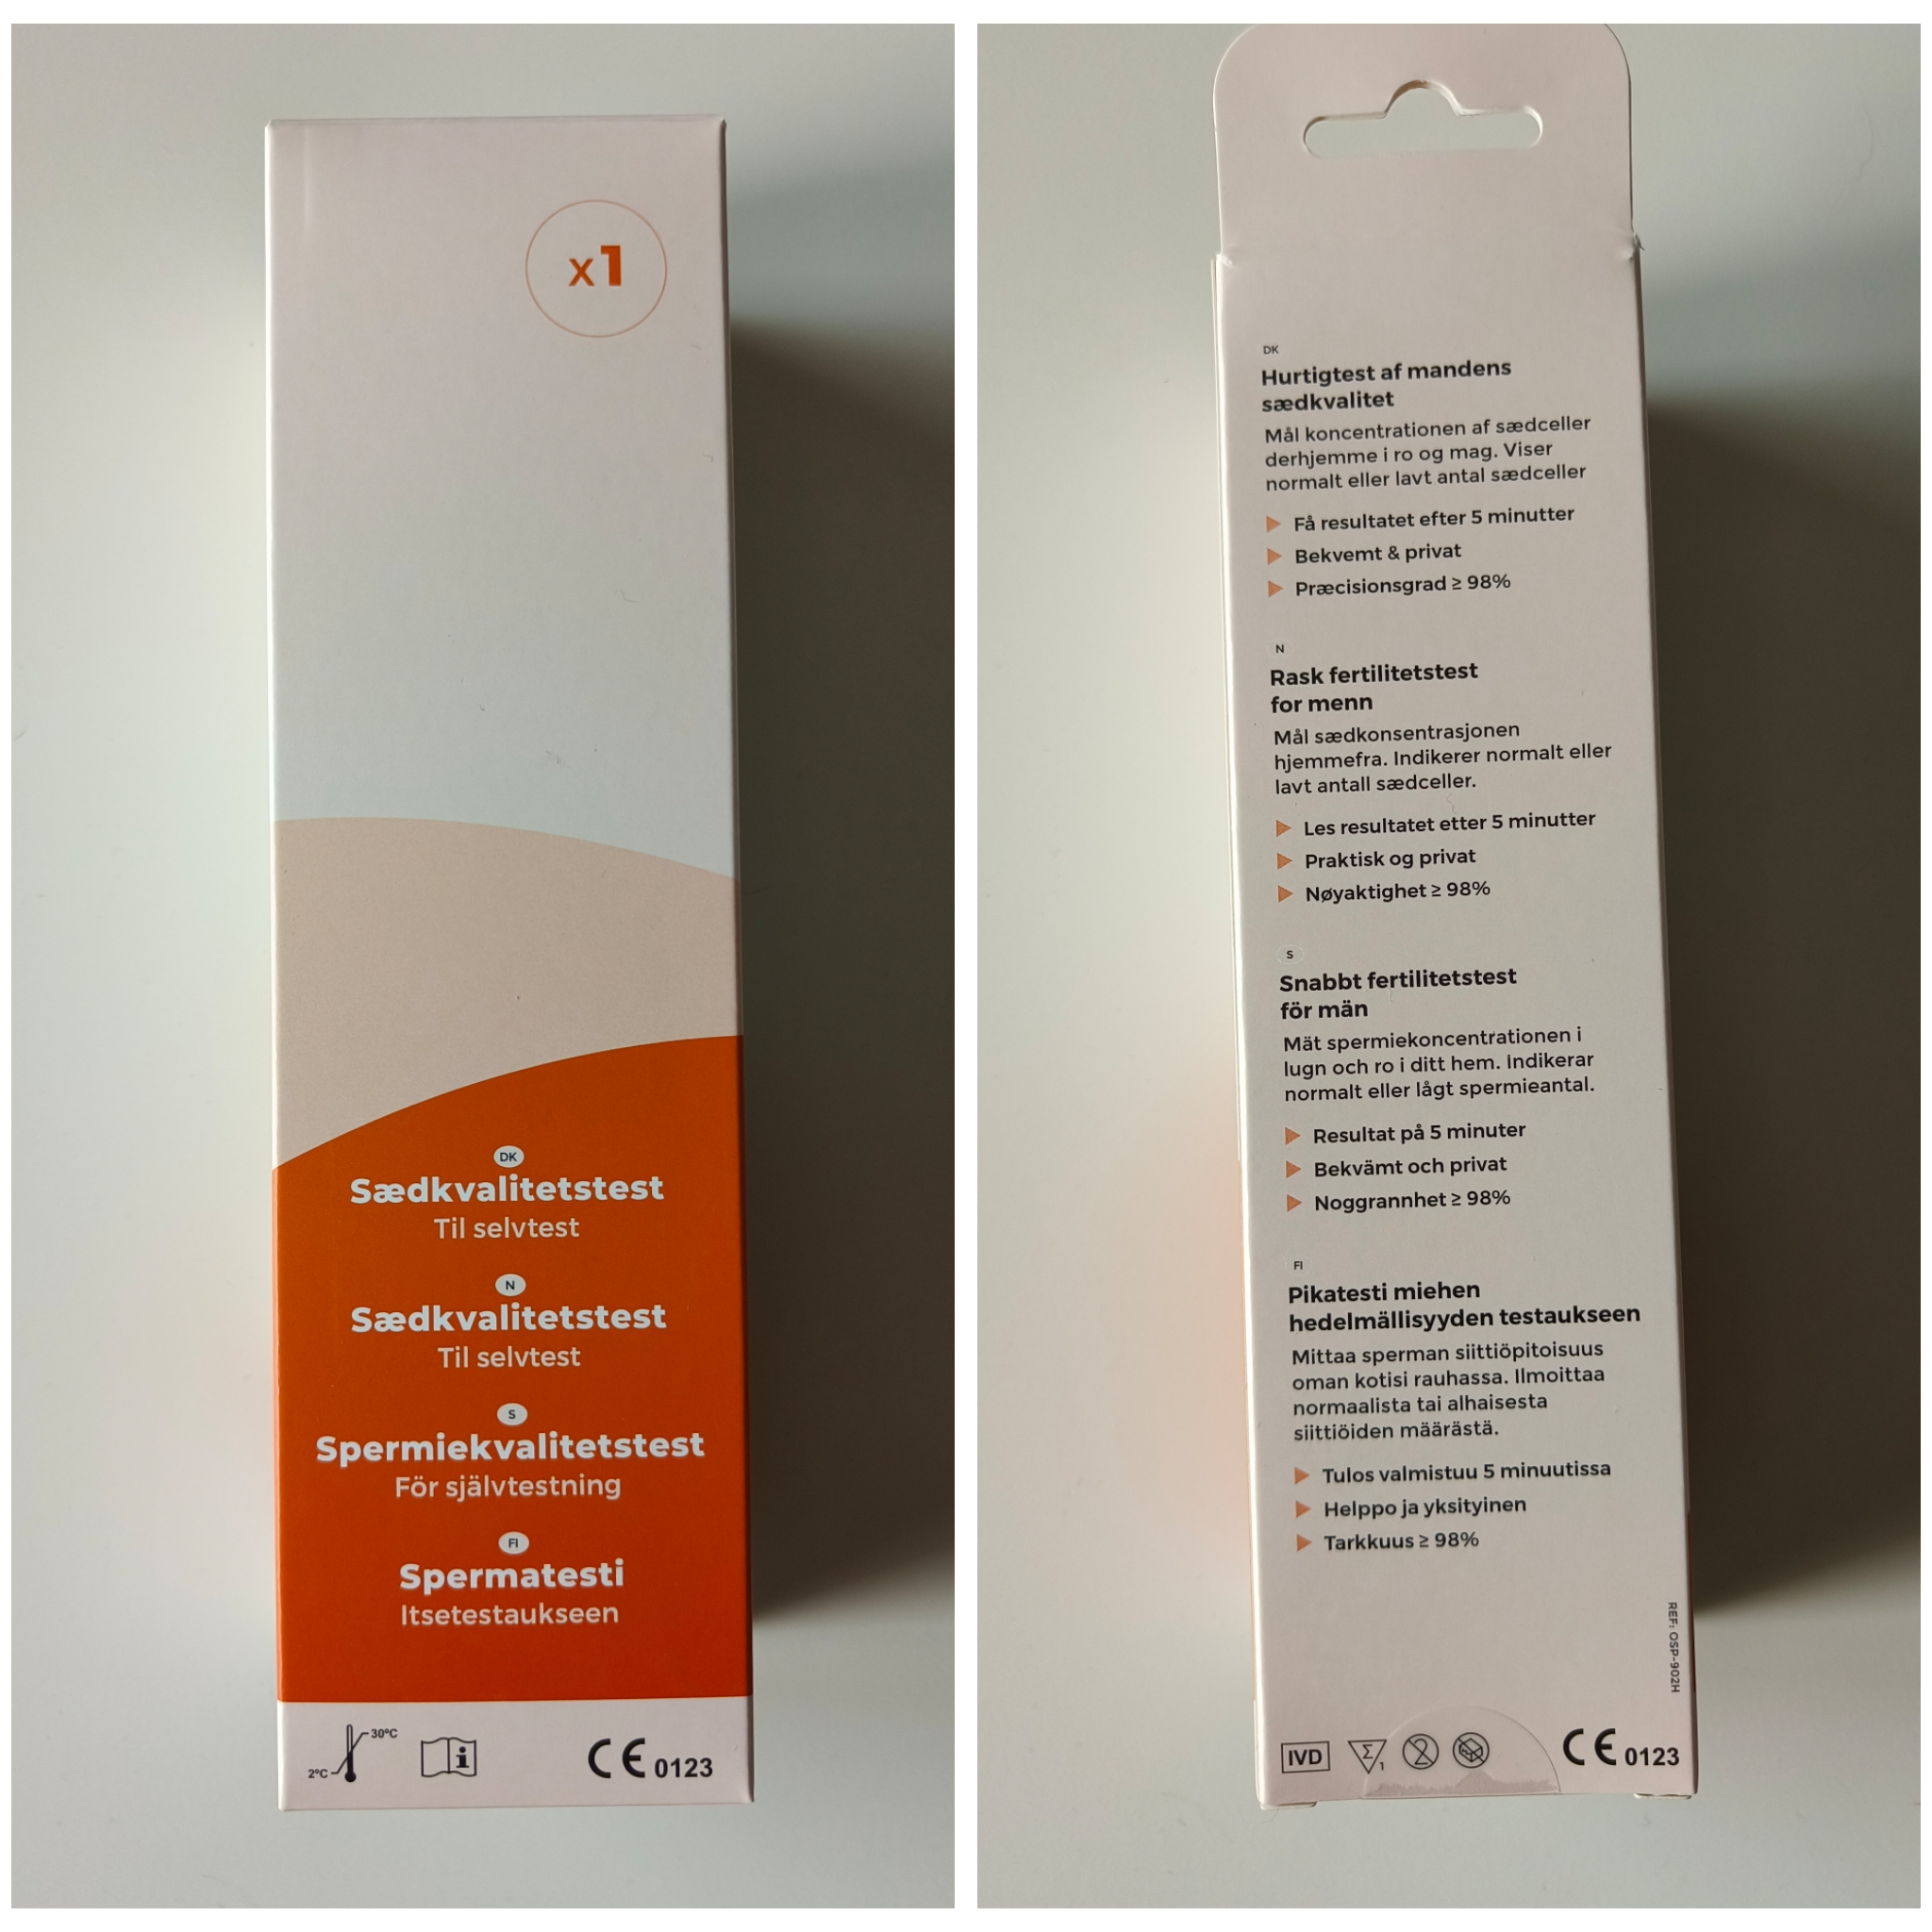 x1
DK
Sædkvalitetstest
Til selvtest
N
Sædkvalitetstest
Til selvtest
S
Spermiekvalitetstest
För självtestning
FI
Spermatesti
Itsetestaukseen
30°C
2°C
i
CE 0123
DK
Hurtigtest af mandens
sædkvalitet
Mål koncentrationen af sædceller
derhjemme i ro og mag. Viser
normalt eller lavt antal sædceller
Få resultatet efter 5 minutter
Bekvemt & privat
Præcisionsgrad ≥ 98%
N
Rask fertilitetstest
for menn
Mål sædkonsentrasjonen
hjemmefra. Indikerer normalt eller
lavt antall sædceller.
Les resultatet etter 5 minutter
Praktisk og privat
Nøyaktighet ≥ 98%
S
Snabbt fertilitetstest
för män
Mät spermiekoncentrationen i
lugn och ro i ditt hem. Indikerar
normalt eller lågt spermieantal.
Resultat på 5 minuter
Bekvämt och privat
Noggrannhet ≥ 98%
FI
Pikatesti miehen
hedelmällisyyden testaukseen
Mittaa sperman siittiöpitoisuus
oman kotisi rauhassa. Ilmoittaa
normaalista tai alhaisesta
siittiöiden määrästä.
Tulos valmistuu 5 minuutissa
Helppo ja yksityinen
Tarkkuus ≥ 98%
REF: OSP-902H
IVD Σ 1 2 CE 0123